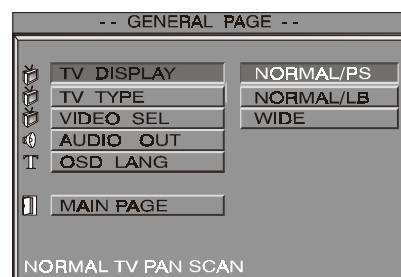 -- GENERAL PAGE --
TV DISPLAY NORMAL/PS
TV TYPE NORMAL/LB
VIDEO SEL WIDE
AUDIO OUT
T OSD LANG
MAIN PAGE
NORMAL TV PAN SCAN